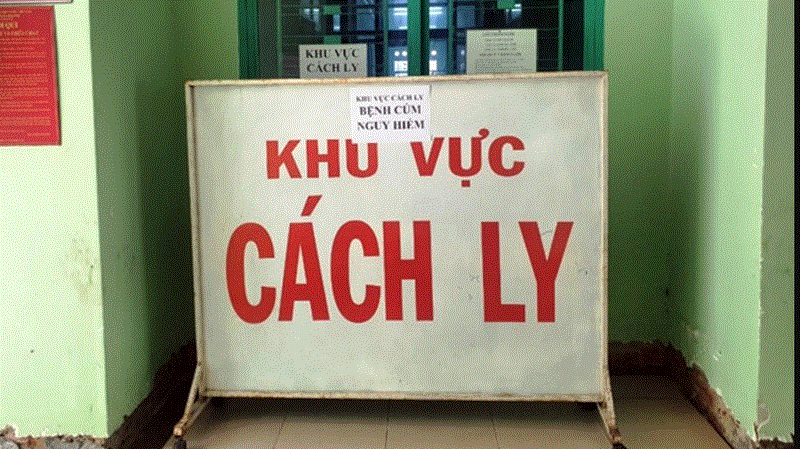 KHU VỰC
CÁCH LY
KHU VỰC CÁCH LY
BỆNH CÚM
NGUY HIỂM
KHU VỰC
CÁCH LY